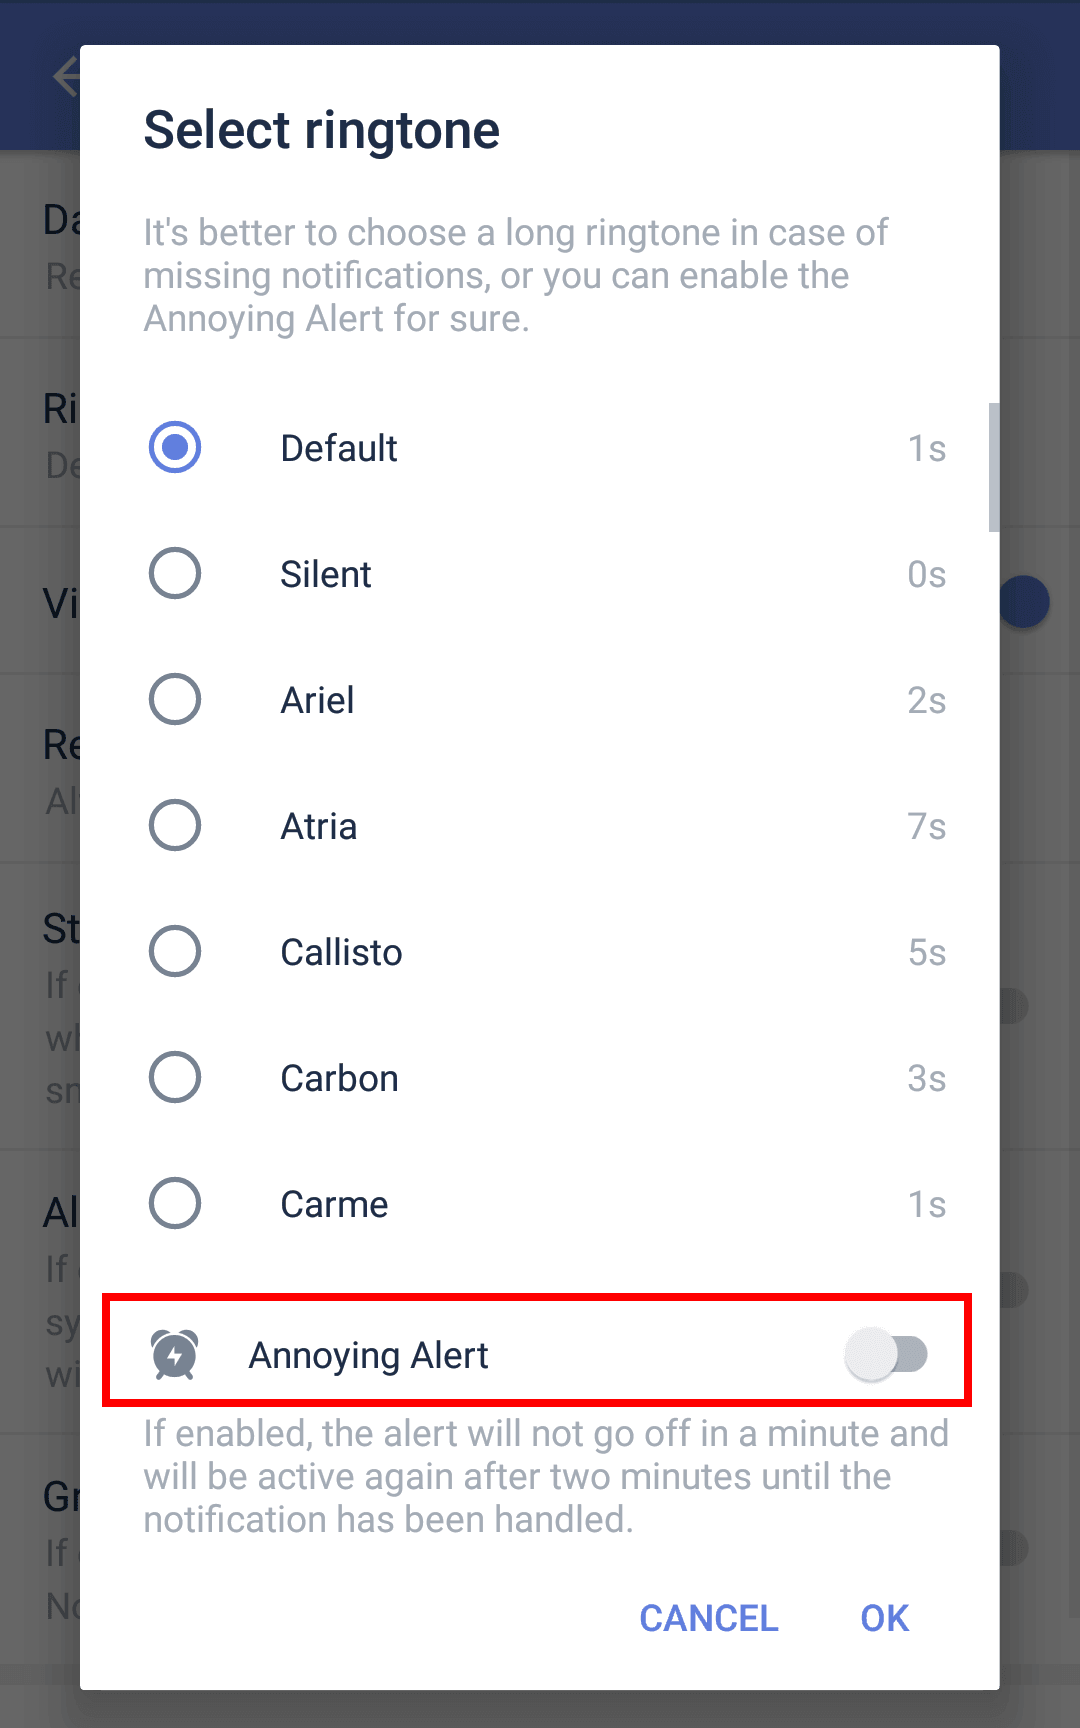 Select ringtone
It's better to choose a long ringtone in case of
missing notifications, or you can enable the
Annoying Alert for sure.
Default 1s
Silent 0s
Ariel 2s
Atria 7s
Callisto 5s
Carbon 3s
Carme 1s
Annoying Alert
If enabled, the alert will not go off in a minute and
will be active again after two minutes until the
notification has been handled.
CANCEL OK